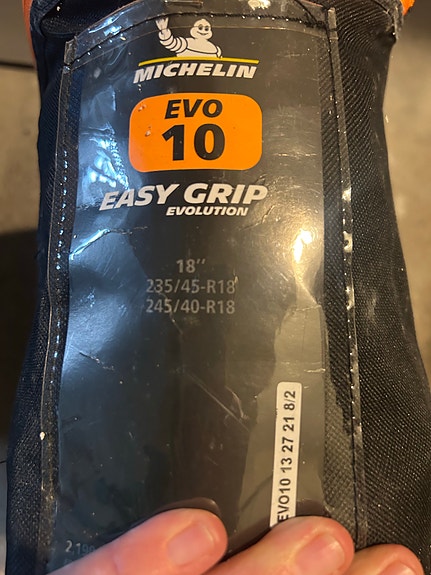 MICHELIN
EVO
10
EASY GRIP
EVOLUTION
18"
235/45-R18
245/40-R18
EVO10 13 27 21 8/2